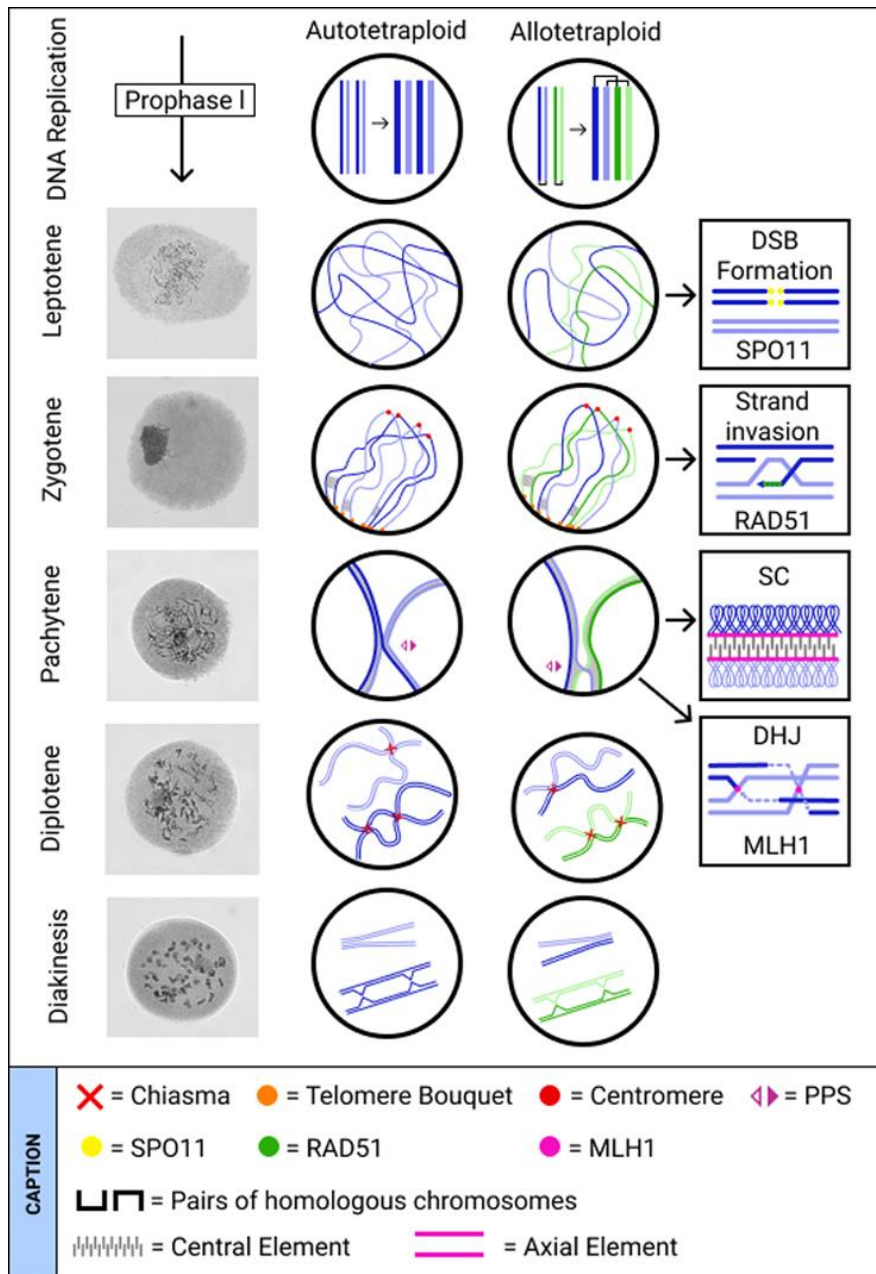 Autotetraploid
Allotetraploid
DNA Replication
Prophase I
Leptotene
DSB
Formation
SPO11
Zygotene
Strand
invasion
RAD51
Pachytene
SC
Diplotene
DHJ
MLH1
Diakinesis
CAPTION
= Chiasma
= Telomere Bouquet
= Centromere
= PPS
= SPO11
= RAD51
= MLH1
= Pairs of homologous chromosomes
= Central Element
= Axial Element